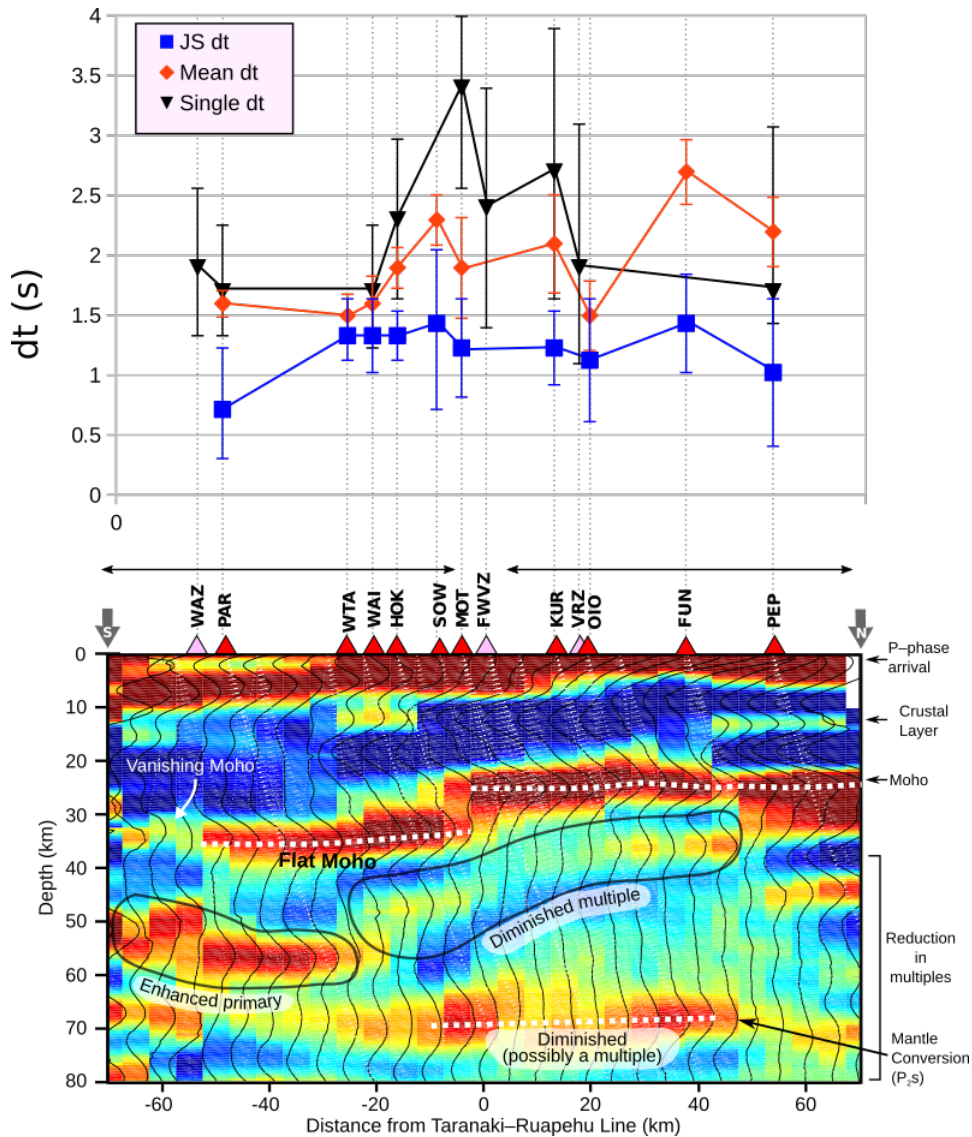 4
3.5
3
2.5
2
1.5
1
0.5
0
0
dt (s)
JS dt
Mean dt
Single dt
WAZ
PAR
WTA
WAI
HOK
SOW
MOT
FWVZ
KUR
VRZ
OIO
FUN
PEP
S
N
0
10
20
30
40
50
60
70
80
Depth (km)
P–phase
arrival
Crustal
Layer
Moho
Vanishing Moho
Flat Moho
Diminished multiple
Enhanced primary
Diminished
(possibly a multiple)
Reduction
in
multiples
Mantle
Conversion
(P₂s)
-60
-40
-20
0
20
40
60
Distance from Taranaki–Ruapehu Line (km)